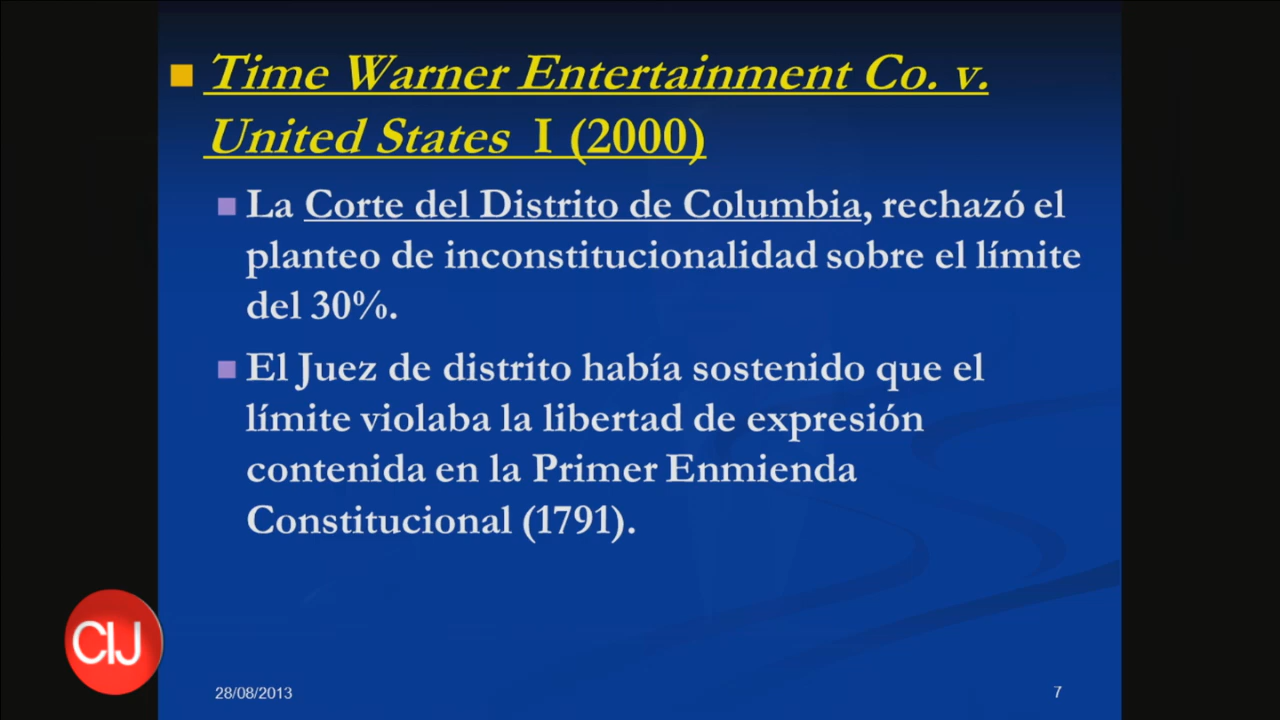 Time Warner Entertainment Co. v.
United States I (2000)
La Corte del Distrito de Columbia, rechazó el
planteo de inconstitucionalidad sobre el límite
del 30%.
El Juez de distrito había sostenido que el
límite violaba la libertad de expresión
contenida en la Primer Enmienda
Constitucional (1791).
CIJ
28/08/2013
7